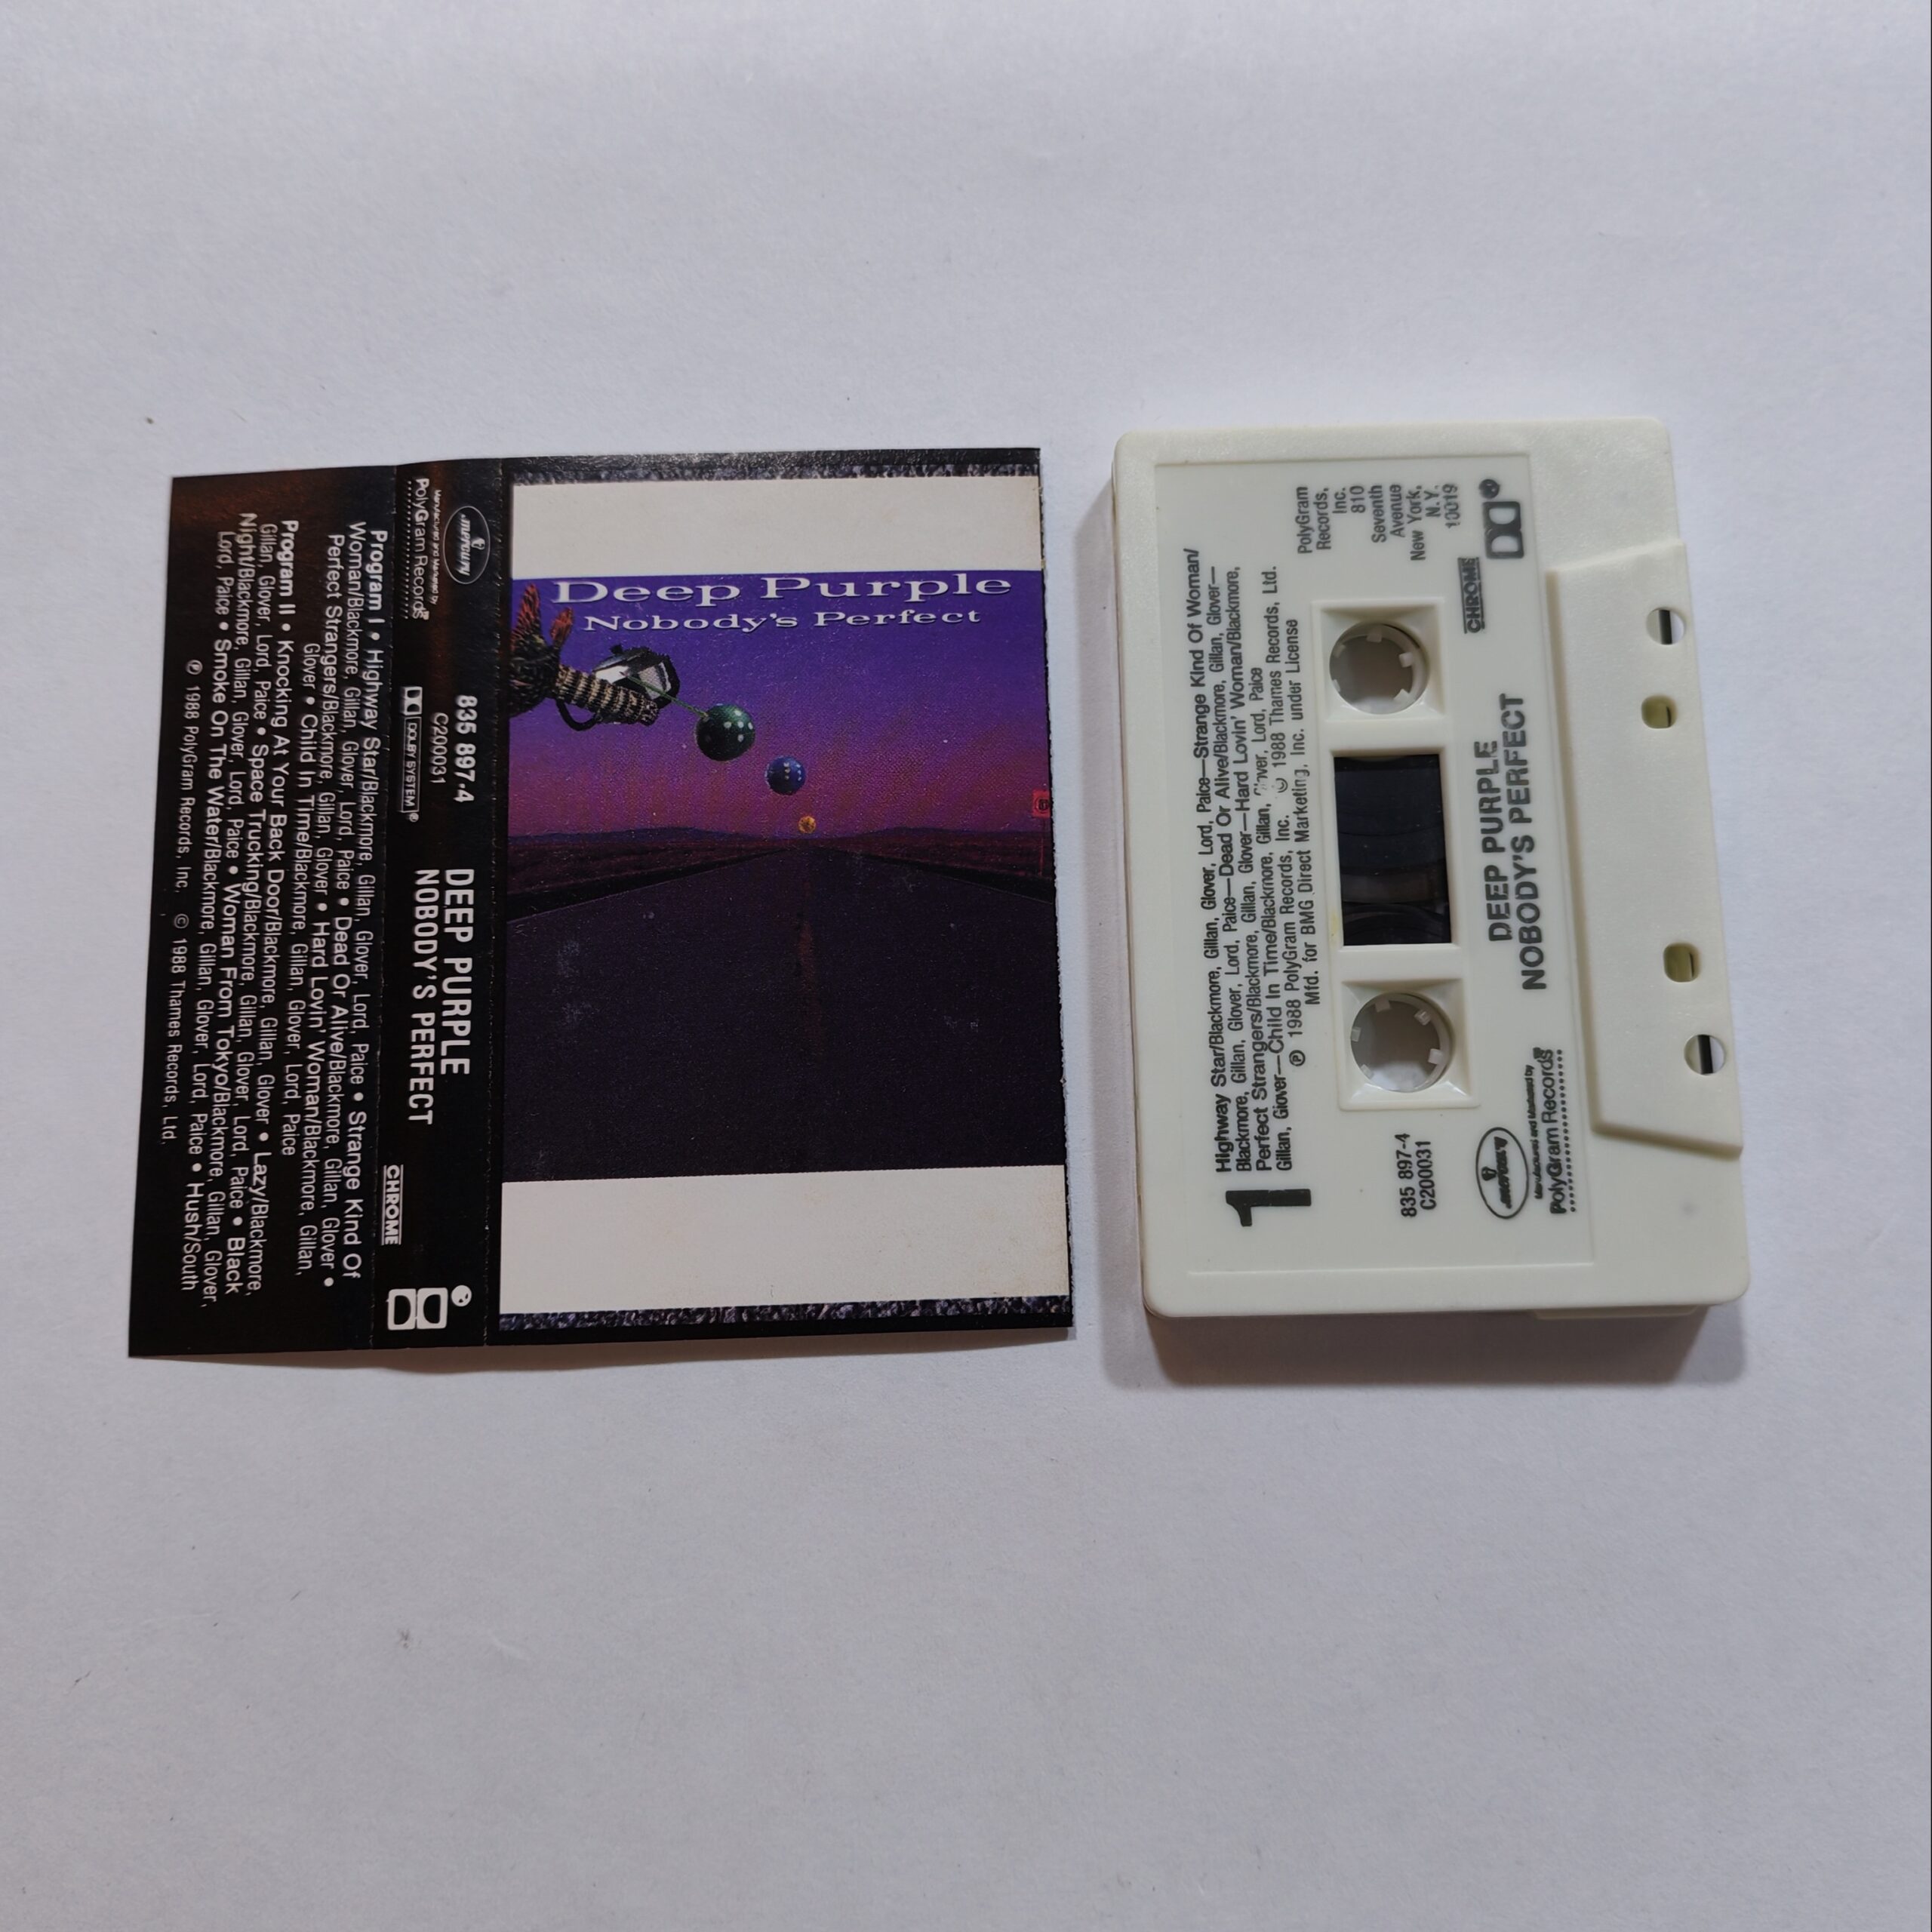 Deep Purple
Nobody's Perfect
mercury
Manufactured and Marketed by
PolyGram Records®
835 897-4
C200031
DOLBY SYSTEM®
DEEP PURPLE
NOBODY'S PERFECT
CHROME
Program I • Highway Star/Blackmore, Gillan, Glover, Lord, Paice • Strange Kind Of
Woman/Blackmore, Gillan, Glover, Lord, Paice • Dead Or Alive/Blackmore, Gillan, Glover •
Perfect Strangers/Blackmore, Gillan, Glover • Hard Lovin' Woman/Blackmore, Gillan,
Glover • Child In Time/Blackmore, Gillan, Glover, Lord, Paice
Program II • Knocking At Your Back Door/Blackmore, Gillan, Glover • Lazy/Blackmore,
Gillan, Glover, Lord, Paice • Space Trucking/Blackmore, Gillan, Glover, Lord, Paice • Black
Night/Blackmore, Gillan, Glover, Lord, Paice • Woman From Tokyo/Blackmore, Gillan, Glover,
Lord, Paice • Smoke On The Water/Blackmore, Gillan, Glover, Lord, Paice • Hush/South
℗ 1988 PolyGram Records, Inc. © 1988 Thames Records, Ltd.
1
Highway Star/Blackmore, Gillan, Glover, Lord, Paice—Strange Kind Of Woman/
Blackmore, Gillan, Glover, Lord, Paice—Dead Or Alive/Blackmore, Gillan, Glover—
Perfect Strangers/Blackmore, Gillan, Glover—Hard Lovin' Woman/Blackmore,
Gillan, Glover—Child In Time/Blackmore, Gillan, Glover, Lord, Paice
℗ 1988 PolyGram Records, Inc. © 1988 Thames Records, Ltd.
Mfd. for BMG Direct Marketing, Inc. under License
835 897-4
C200031
PolyGram
Records,
Inc.
810
Seventh
Avenue
New York,
N.Y.
10019
CHROME
DEEP PURPLE
NOBODY'S PERFECT
mercury
Manufactured and Marketed by
PolyGram Records®